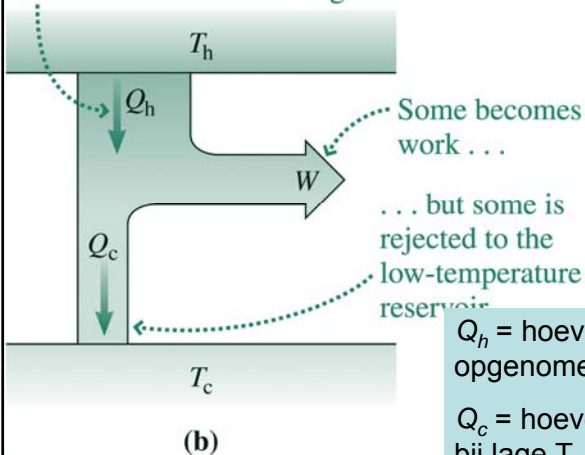 T_h
Q_h
Some becomes
work . . .
W
. . . but some is
rejected to the
low-temperature
reservoir
Q_c
T_c
(b)
Q_h = hoev
opgenome
Q_c = hoev
bij lage T